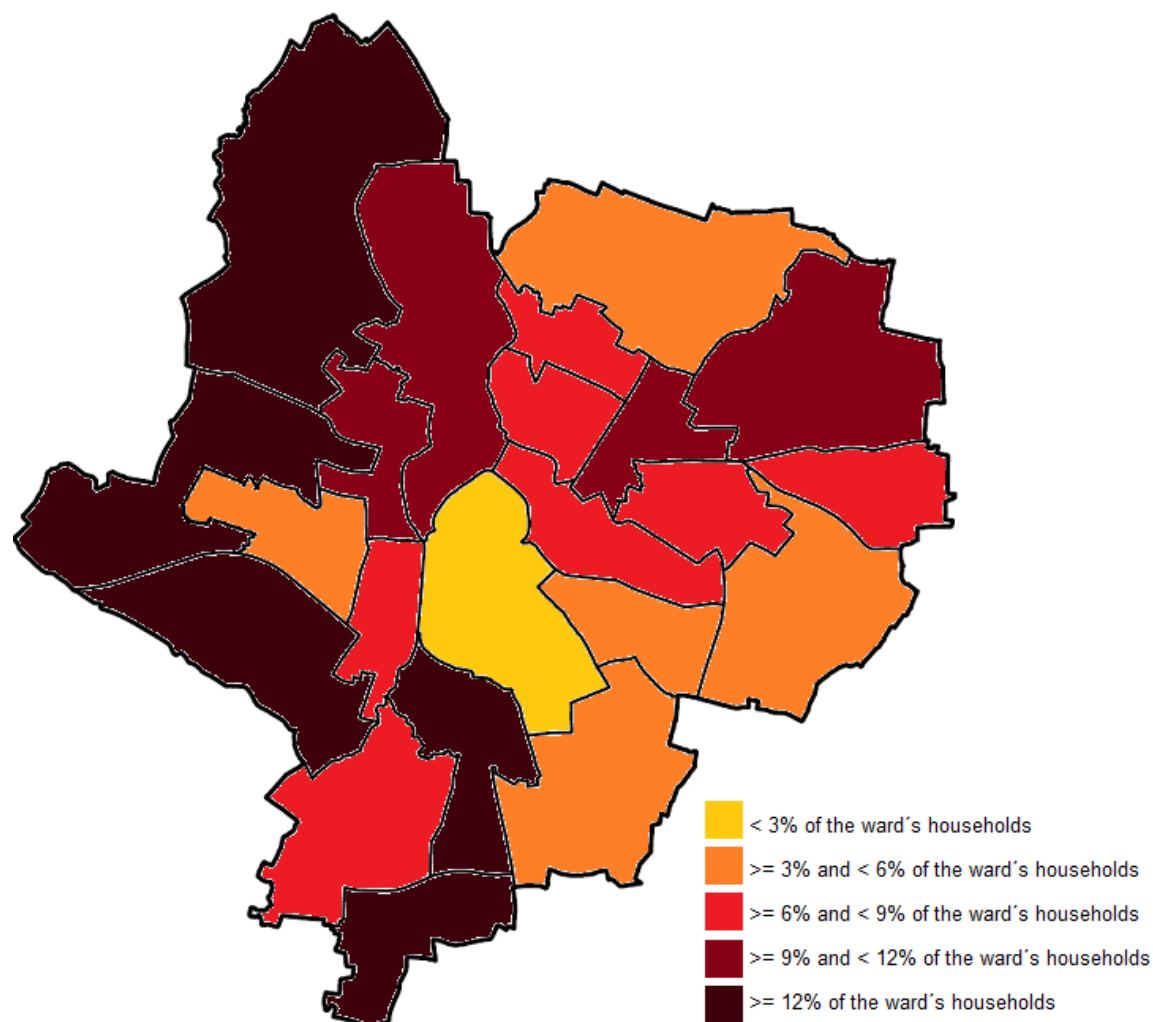 < 3% of the ward´s households
>= 3% and < 6% of the ward´s households
>= 6% and < 9% of the ward´s households
>= 9% and < 12% of the ward´s households
>= 12% of the ward´s households